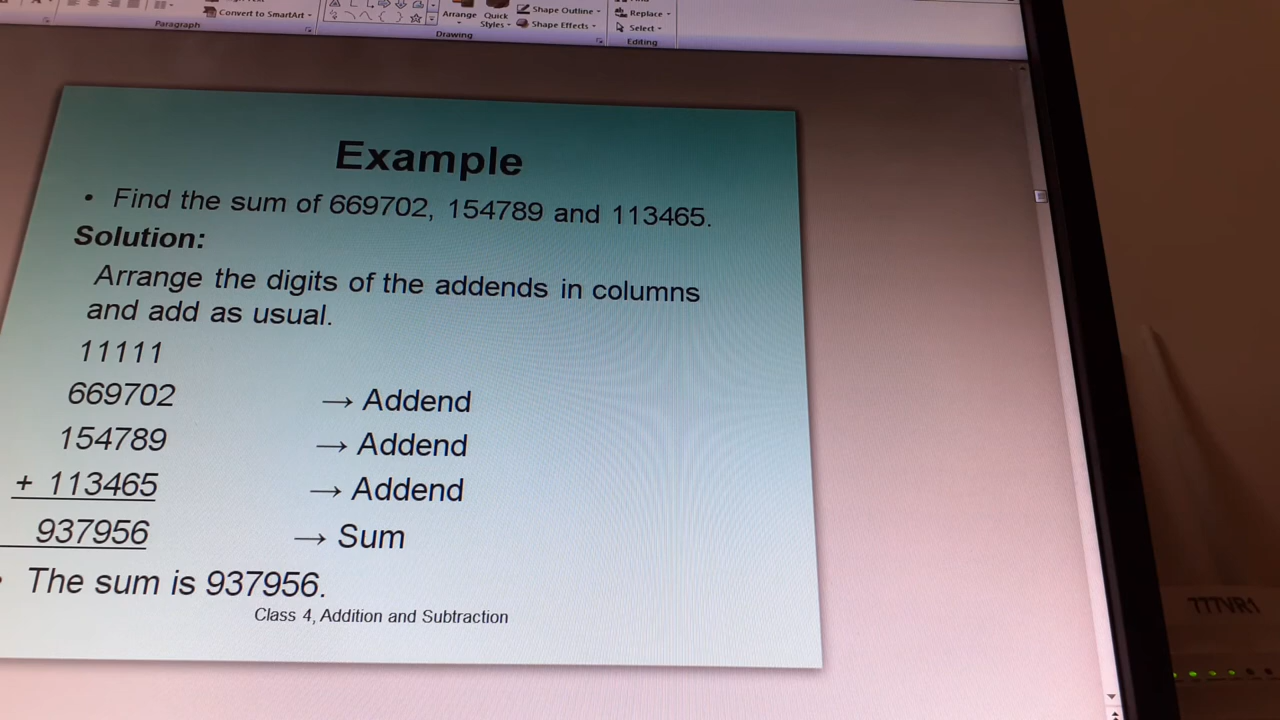 Convert to SmartArt
Paragraph
Arrange
Quick
Styles
Shape Outline
Shape Effects
Drawing
Replace
Select
Editing
Example
• Find the sum of 669702, 154789 and 113465.
Solution:
Arrange the digits of the addends in columns
and add as usual.
11111
669702 → Addend
154789 → Addend
+ 113465 → Addend
937956 → Sum
• The sum is 937956.
Class 4, Addition and Subtraction
777VR1